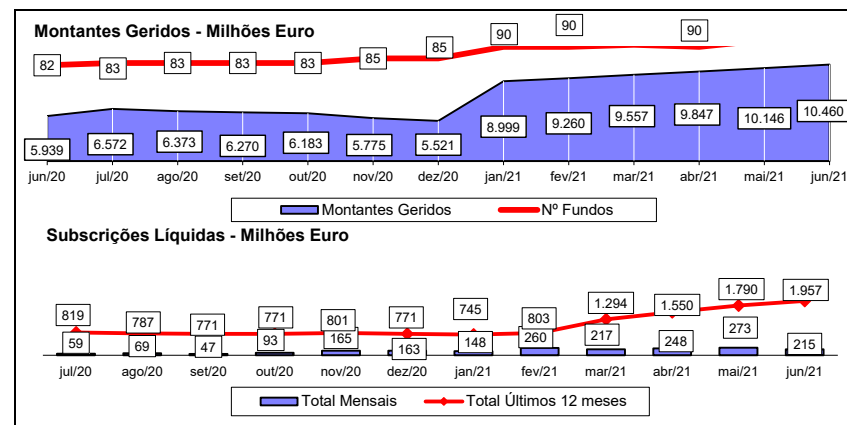 Montantes Geridos - Milhões Euro
82 83 83 83 83 85 85 90 90 90
5.939 6.572 6.373 6.270 6.183 5.775 5.521 8.999 9.260 9.557 9.847 10.146 10.460
jun/20 jul/20 ago/20 set/20 out/20 nov/20 dez/20 jan/21 fev/21 mar/21 abr/21 mai/21 jun/21
Montantes Geridos Nº Fundos
Subscrições Líquidas - Milhões Euro
819 787 771 771 801 771 745 803 1.294 1.550 1.790 1.957
59 69 47 93 165 163 148 260 217 248 273 215
jul/20 ago/20 set/20 out/20 nov/20 dez/20 jan/21 fev/21 mar/21 abr/21 mai/21 jun/21
Total Mensais Total Últimos 12 meses